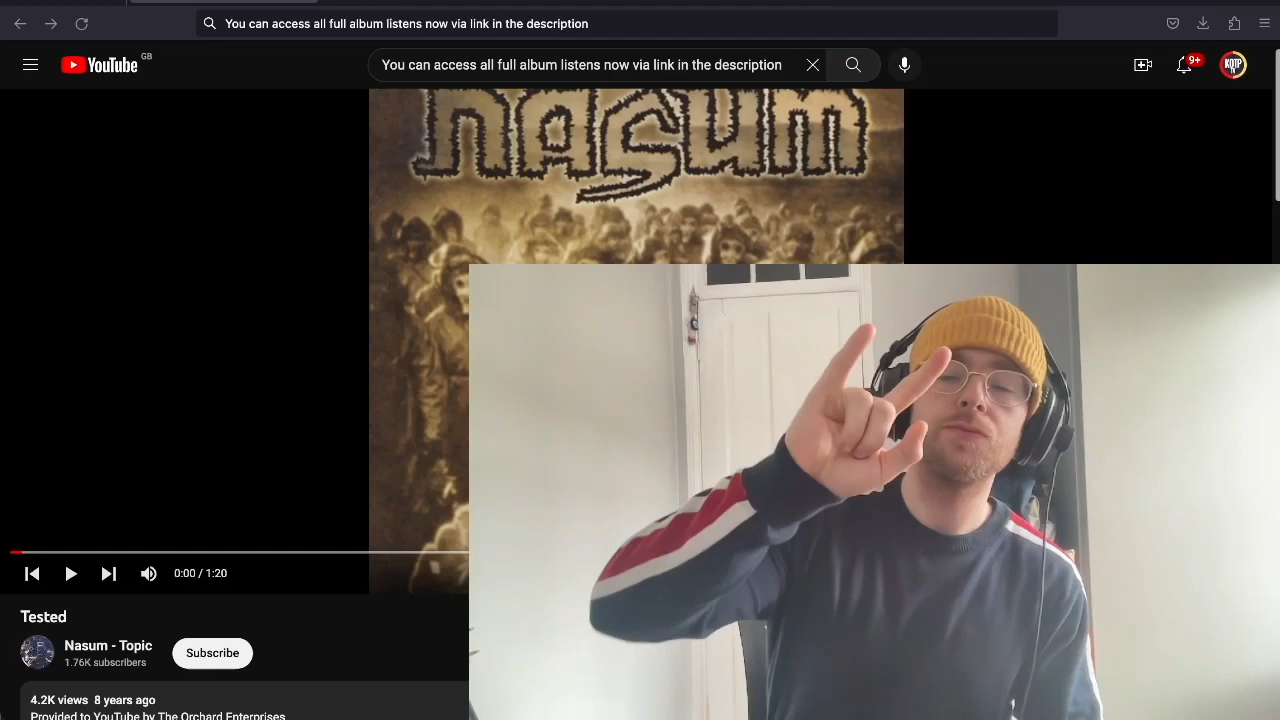 You can access all full album listens now via link in the description
YouTube GB
You can access all full album listens now via link in the description
9+
nasum
0:00 / 1:20
Tested
Nasum - Topic
1.76K subscribers
Subscribe
4.2K views 8 years ago
Provided to YouTube by The Orchard Enterprises